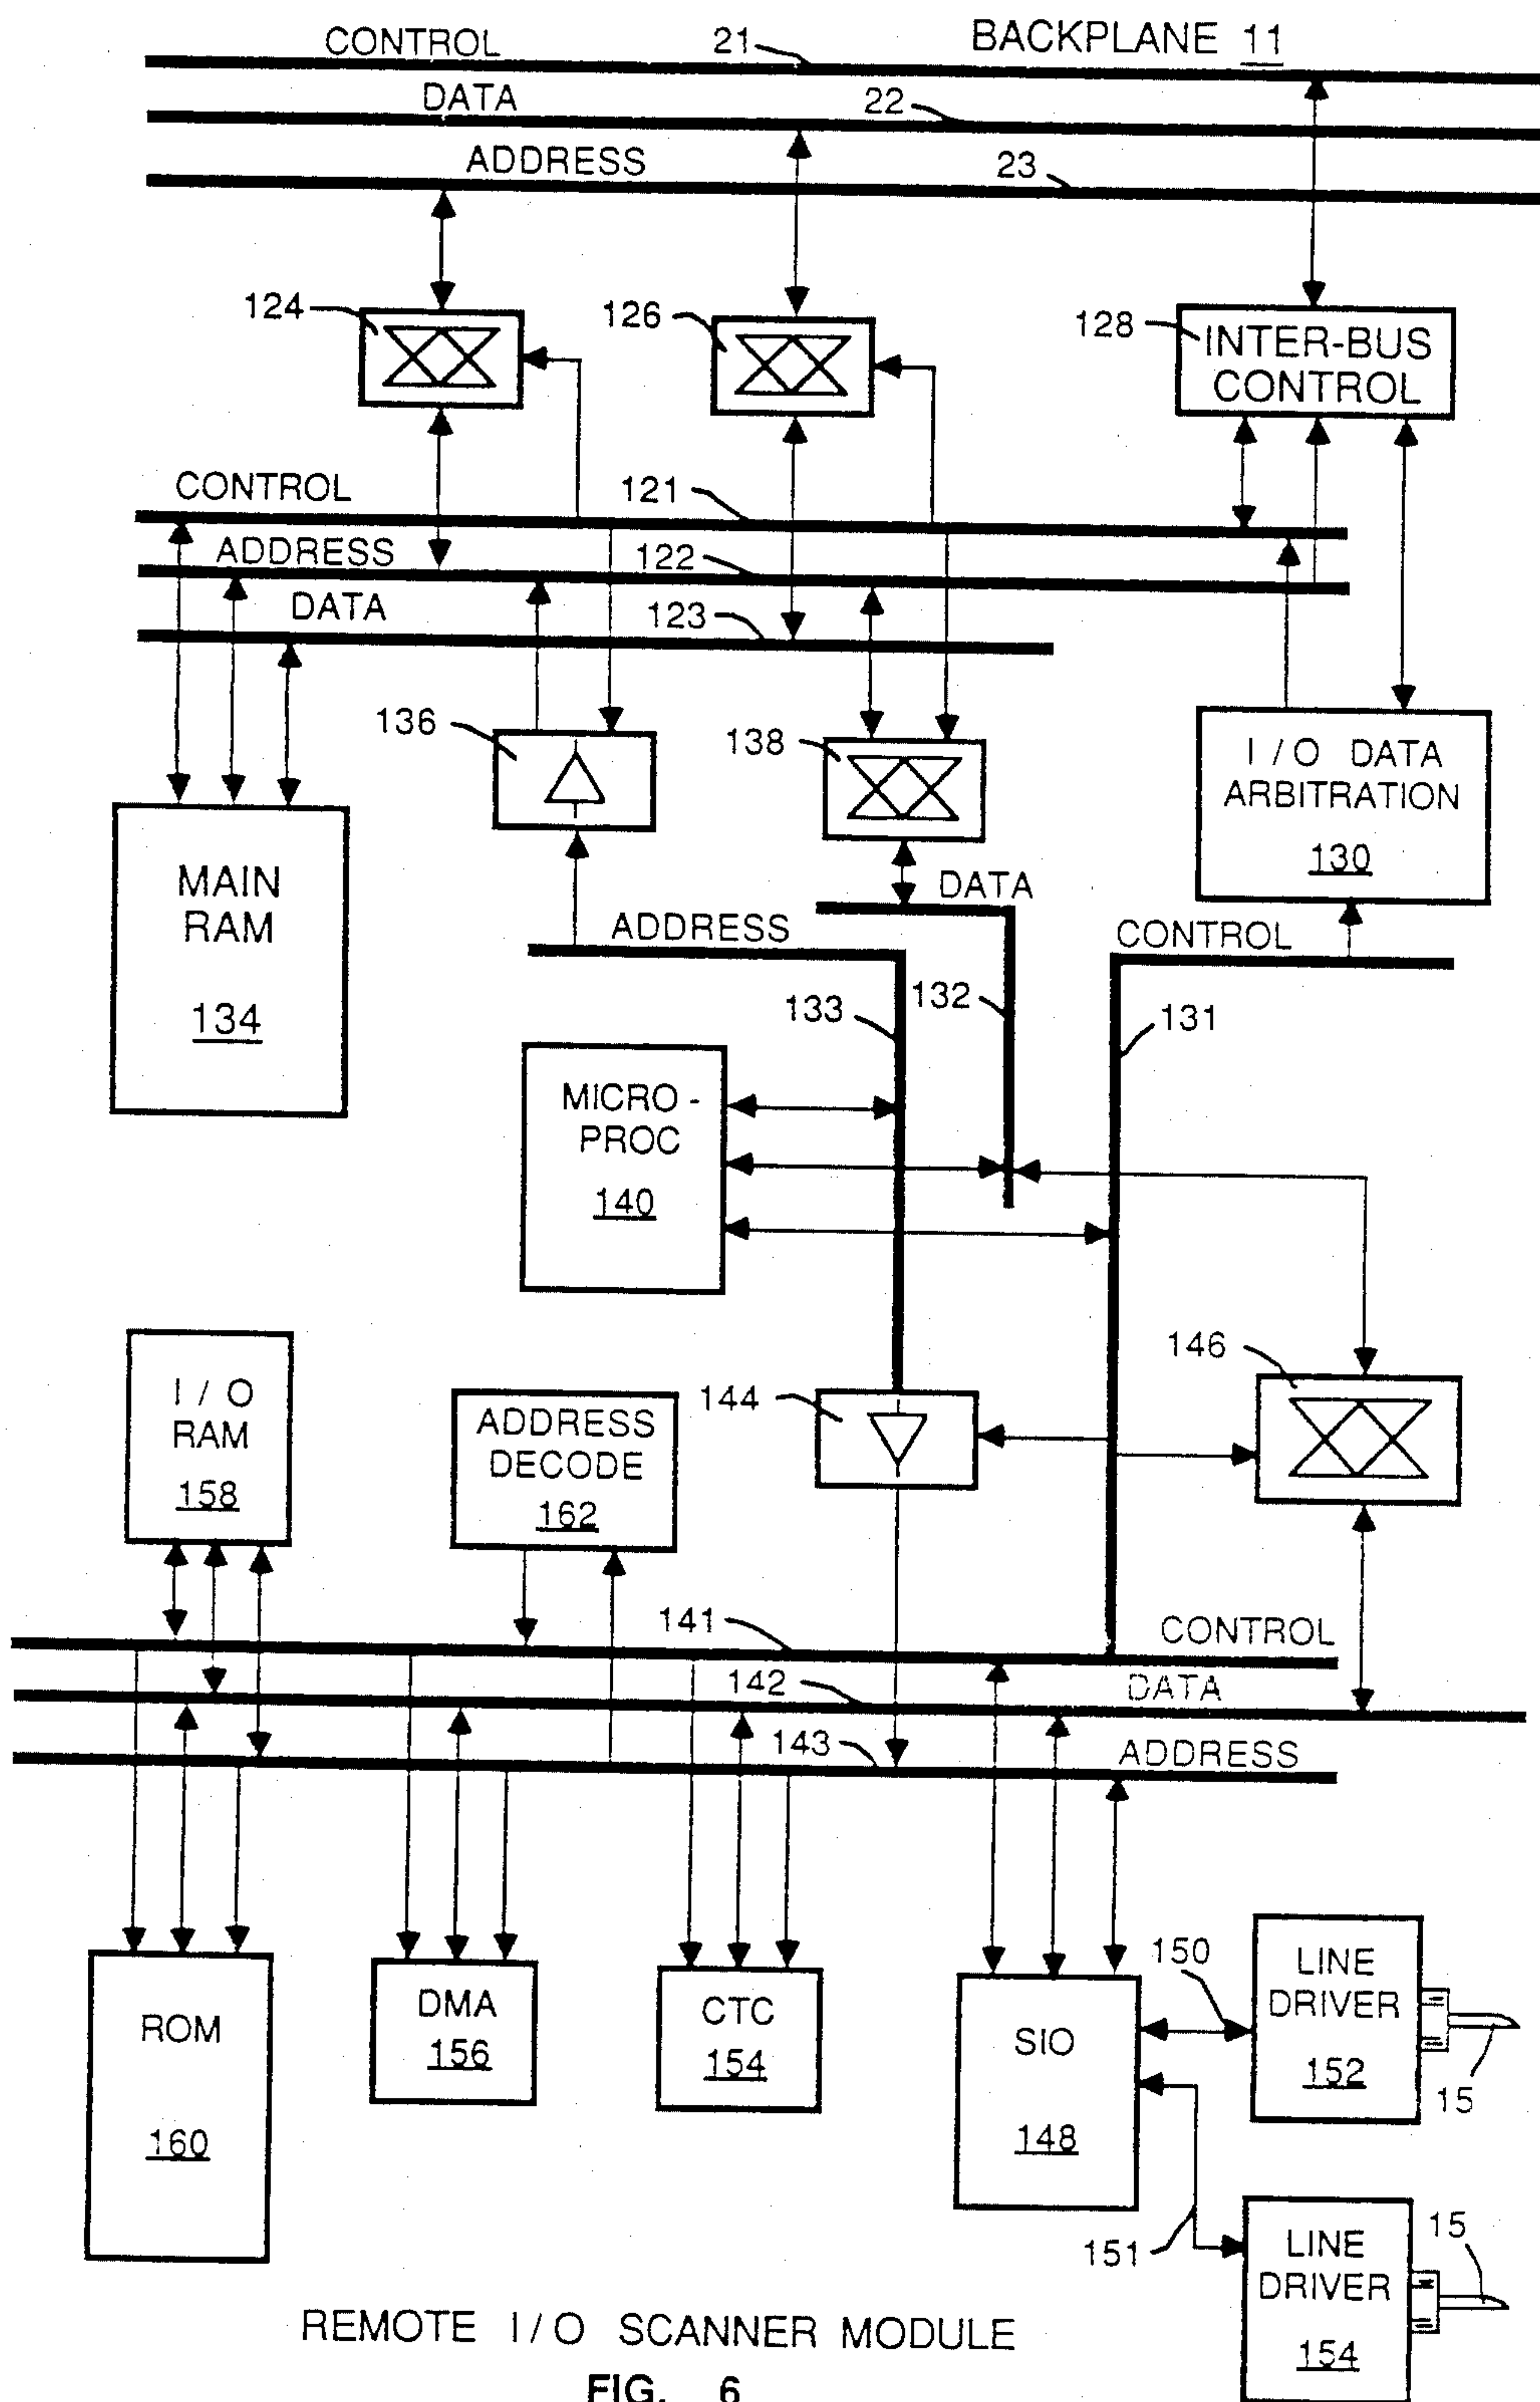 CONTROL 21 BACKPLANE 11
DATA 22
ADDRESS 23
124 126 128 INTER-BUS
CONTROL
CONTROL 121
ADDRESS 122
DATA 123
136 138 I/O DATA
ARBITRATION
130
MAIN
RAM
134
DATA
ADDRESS CONTROL
133 132 131
MICRO-
PROC
140
146
I/O
RAM
158
ADDRESS
DECODE
162
144
141 CONTROL
142 DATA
143 ADDRESS
ROM
160
DMA
156
CTC
154
SIO
148
150
LINE
DRIVER
152
15
151
LINE
DRIVER
154
15
REMOTE I/O SCANNER MODULE
FIG. 6